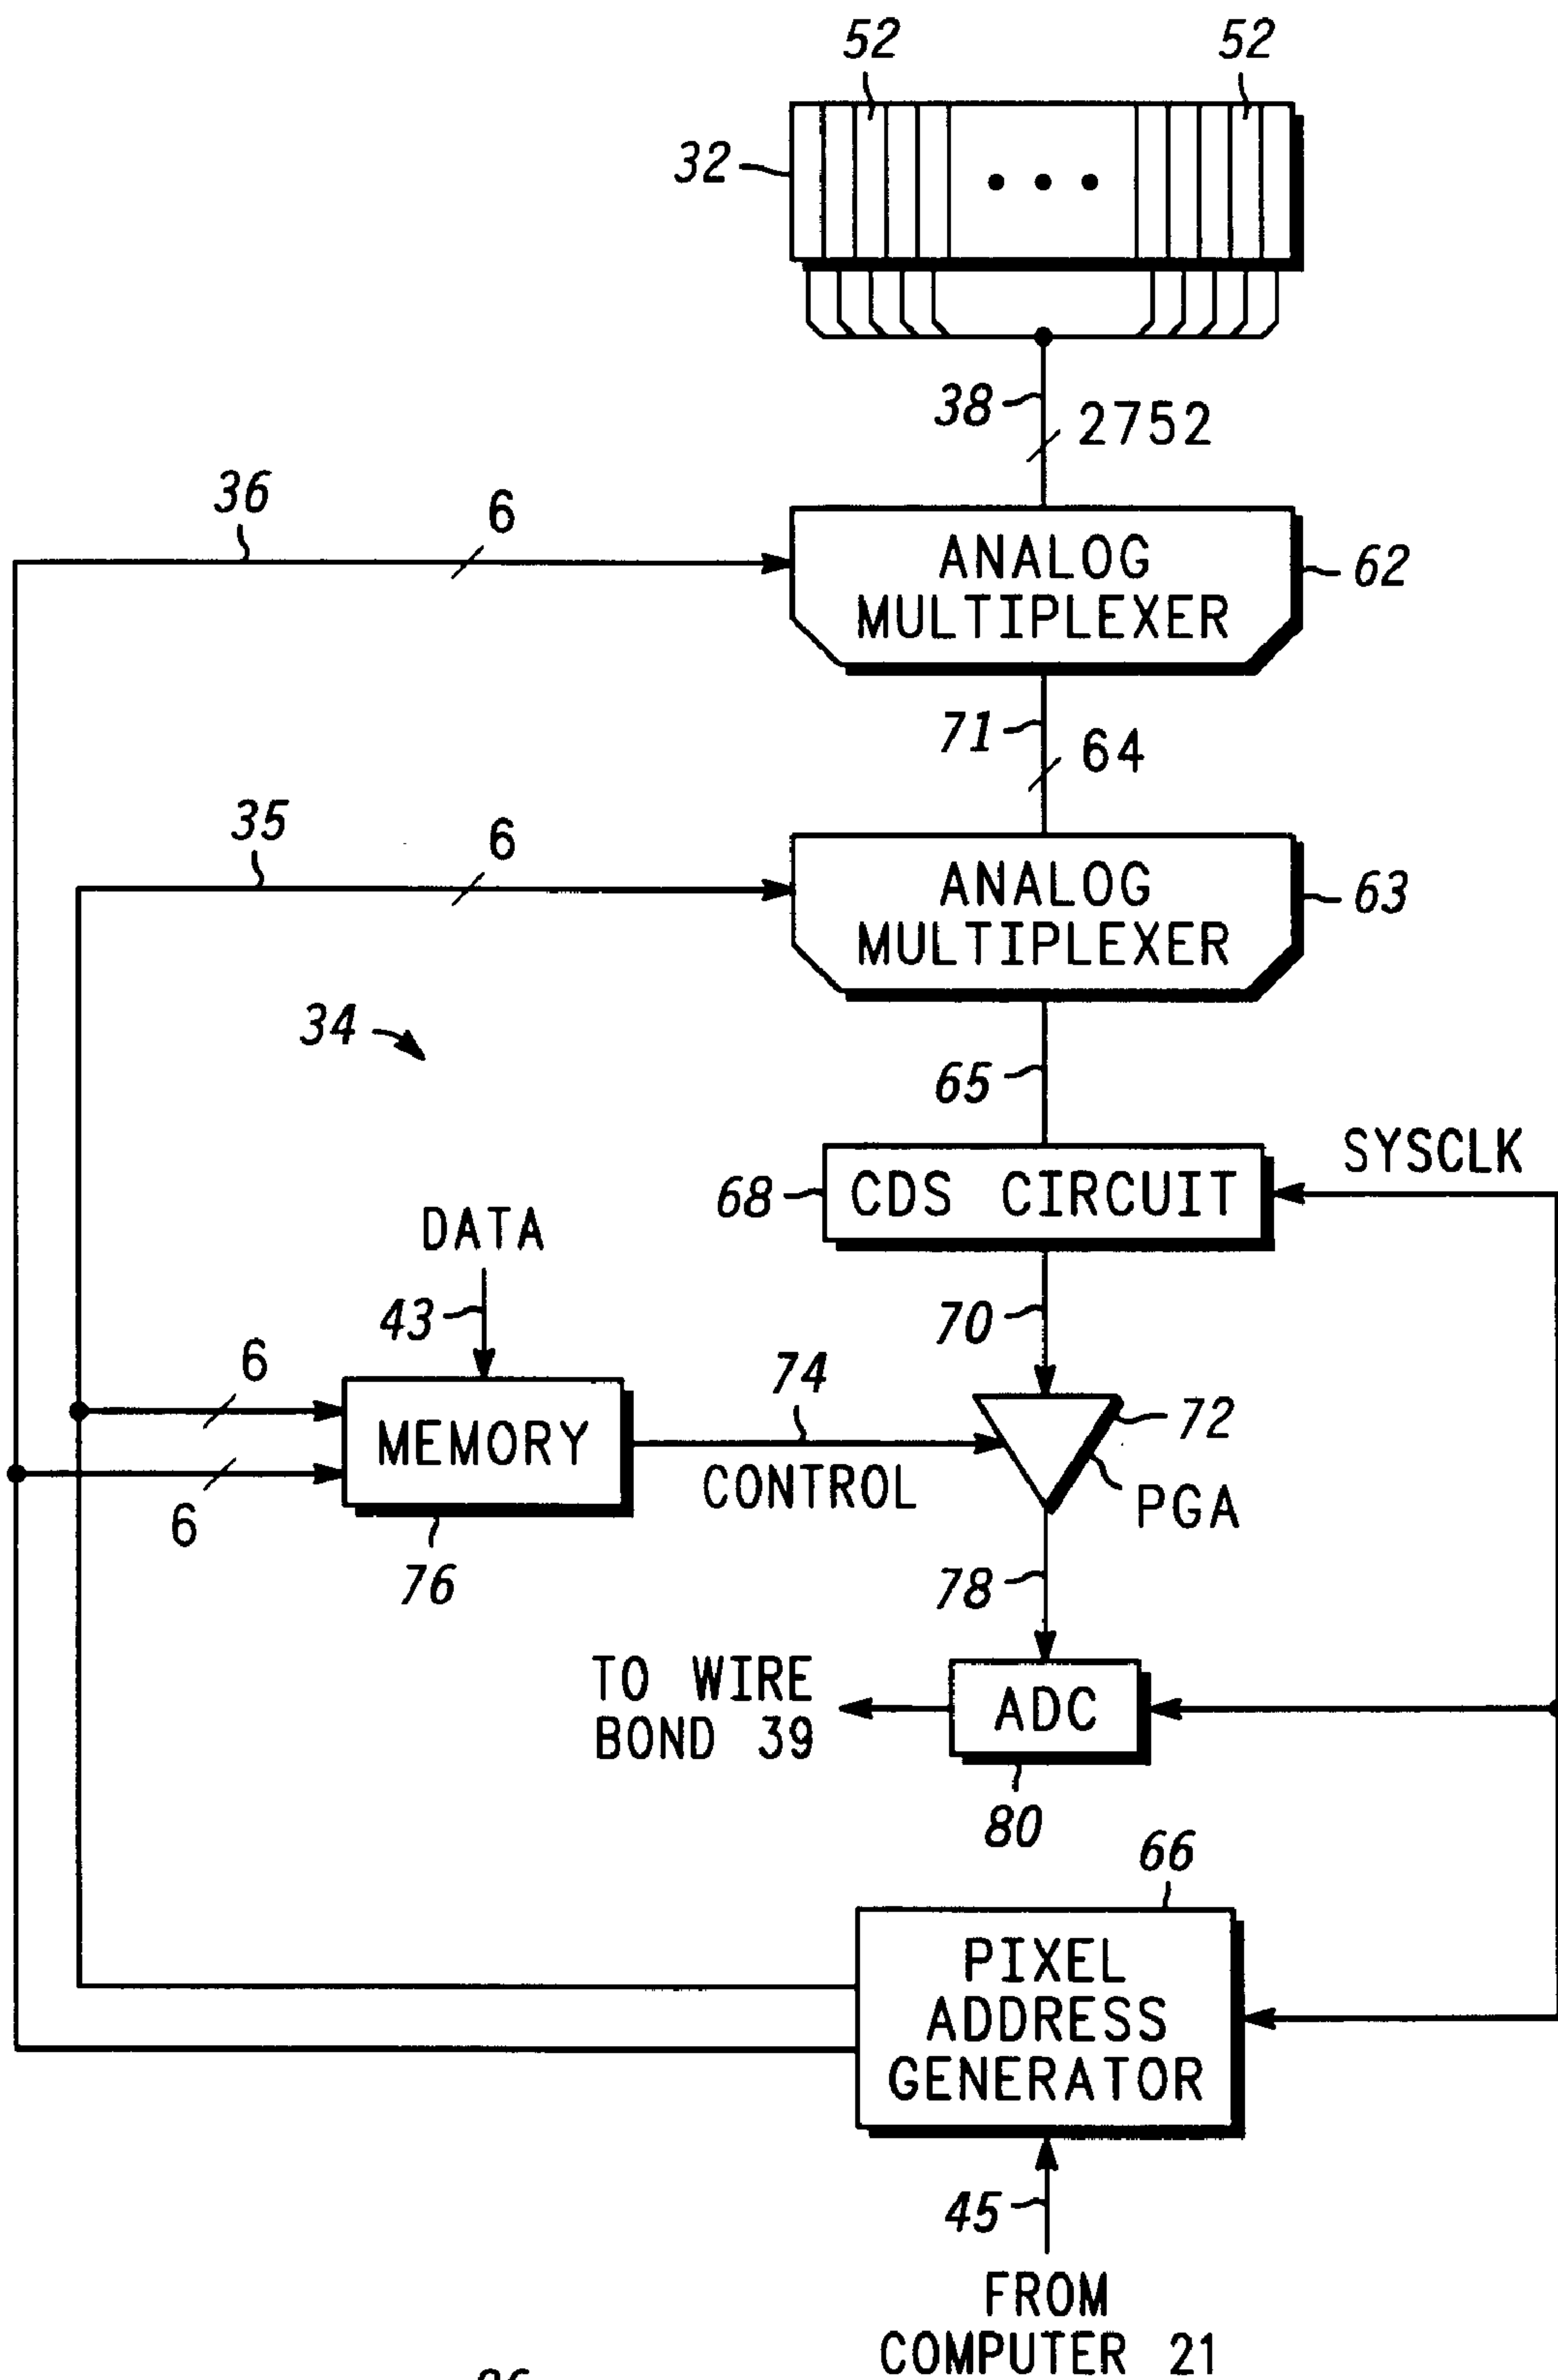 52 52
32
38 2752
36 6
ANALOG
MULTIPLEXER
62
71 64
35 6
ANALOG
MULTIPLEXER
63
34
65
SYSCLK
68 CDS CIRCUIT
DATA
43
70
6
74
72
MEMORY
CONTROL
PGA
6
76
78
TO WIRE
BOND 39
ADC
80
66
PIXEL
ADDRESS
GENERATOR
45
FROM
COMPUTER 21